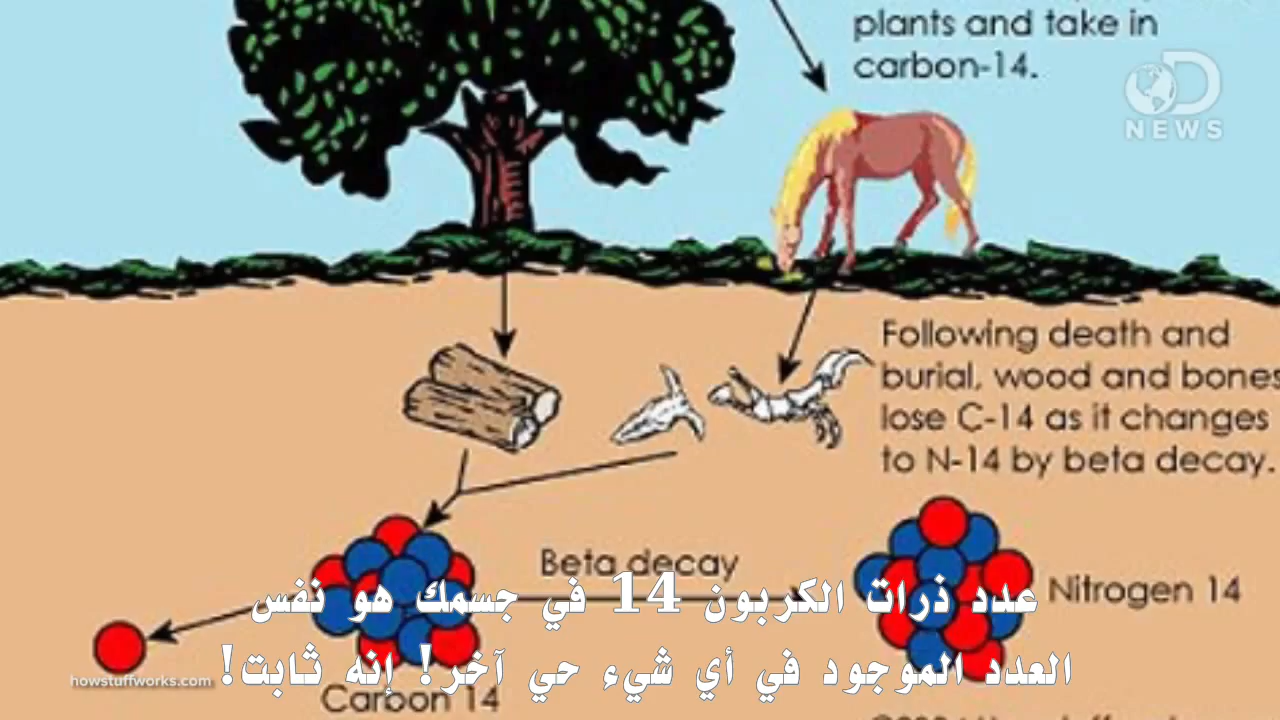 plants and take in
carbon-14.
D
NEWS
Following death and
burial, wood and bones
lose C-14 as it changes
to N-14 by beta decay.
Beta decay
Nitrogen 14
عدد ذرات الكربون 14 في جسمك هو نفس
العدد الموجود في أي شيء حي آخر! إنه ثابت!
howstuffworks.com
Carbon 14